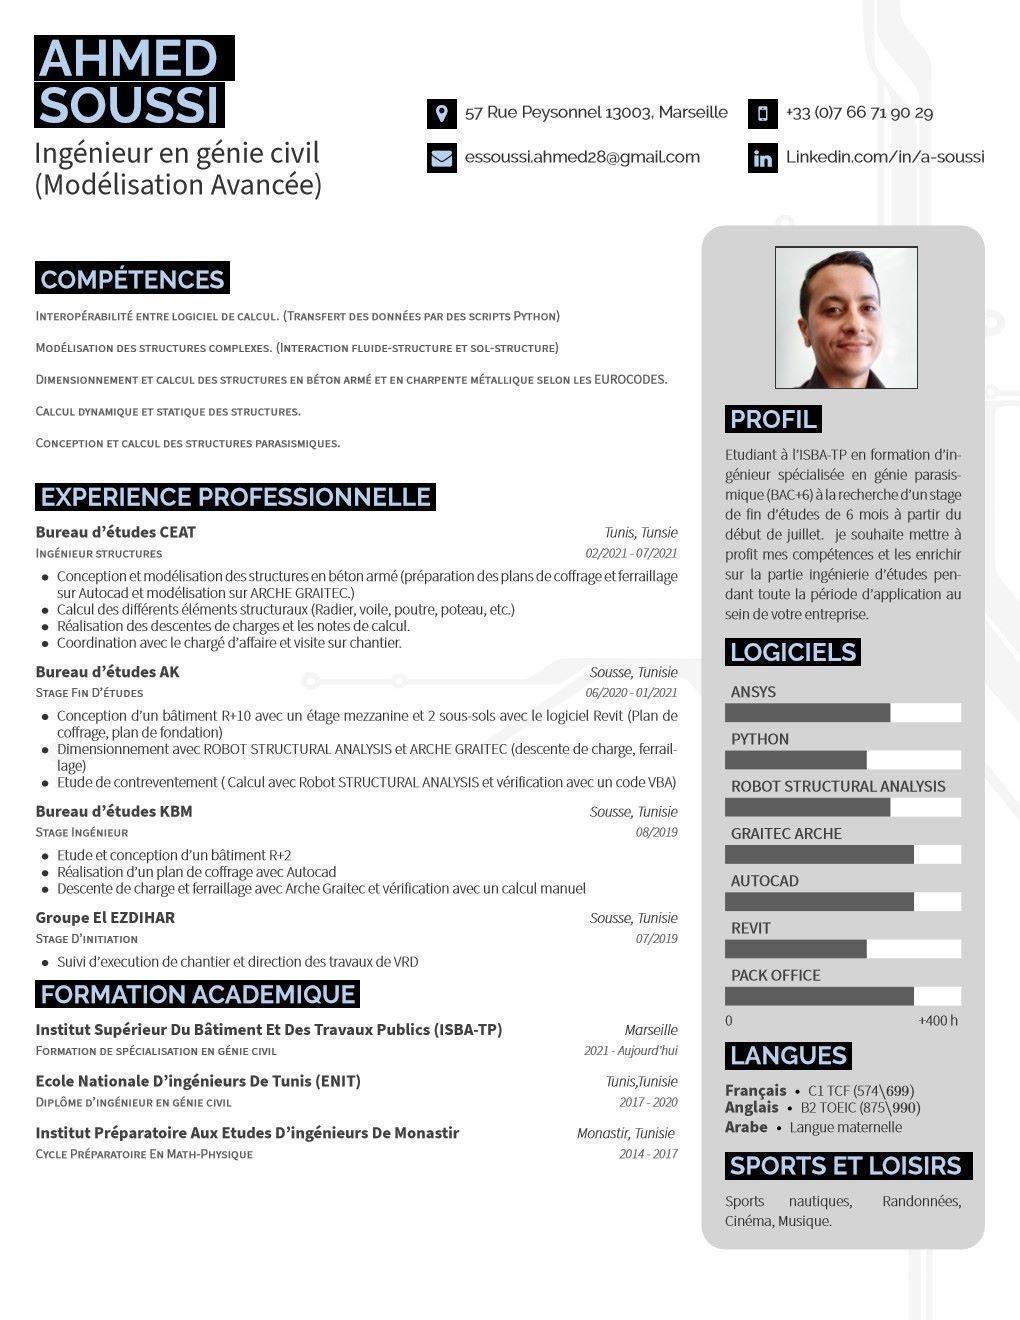 AHMED
SOUSSI
Ingénieur en génie civil
(Modélisation Avancée)
57 Rue Peysonnel 13003, Marseille
+33 (0)7 66 71 90 29
essoussi.ahmed28@gmail.com
Linkedin.com/in/a-soussi
COMPÉTENCES
Interopérabilité entre logiciel de calcul. (Transfert des données par des scripts Python)
Modélisation des structures complexes. (Interaction fluide-structure et sol-structure)
Dimensionnement et calcul des structures en béton armé et en charpente métallique selon les EUROCODES.
Calcul dynamique et statique des structures.
Conception et calcul des structures parasismiques.
EXPERIENCE PROFESSIONNELLE
Bureau d’études CEAT Tunis, Tunsie
Ingénieur structures 02/2021 - 07/2021
• Conception et modélisation des structures en béton armé (préparation des plans de coffrage et ferraillage
sur Autocad et modélisation sur ARCHE GRAITEC.)
• Calcul des différents éléments structuraux (Radier, voile, poutre, poteau, etc.)
• Réalisation des descentes de charges et les notes de calcul.
• Coordination avec le chargé d’affaire et visite sur chantier.
Bureau d’études AK Sousse, Tunisie
Stage Fin D’études 06/2020 - 01/2021
• Conception d’un bâtiment R+10 avec un étage mezzanine et 2 sous-sols avec le logiciel Revit (Plan de
coffrage, plan de fondation)
• Dimensionnement avec ROBOT STRUCTURAL ANALYSIS et ARCHE GRAITEC (descente de charge, ferrail-
lage)
• Etude de contreventement ( Calcul avec Robot STRUCTURAL ANALYSIS et vérification avec un code VBA)
Bureau d’études KBM Sousse, Tunisie
Stage Ingénieur 08/2019
• Etude et conception d’un bâtiment R+2
• Réalisation d’un plan de coffrage avec Autocad
• Descente de charge et ferraillage avec Arche Graitec et vérification avec un calcul manuel
Groupe El EZDIHAR Sousse, Tunisie
Stage D’initiation 07/2019
• Suivi d’execution de chantier et direction des travaux de VRD
FORMATION ACADEMIQUE
Institut Supérieur Du Bâtiment Et Des Travaux Publics (ISBA-TP) Marseille
Formation de spécialisation en génie civil 2021 - Aujourd’hui
Ecole Nationale D’ingénieurs De Tunis (ENIT) Tunis,Tunisie
Diplôme d’ingénieur en génie civil 2017 - 2020
Institut Préparatoire Aux Etudes D’ingénieurs De Monastir Monastir, Tunisie
Cycle Préparatoire En Math-Physique 2014 - 2017
PROFIL
Etudiant à l’ISBA-TP en formation d’in-
génieur spécialisée en génie parasis-
mique (BAC+6) à la recherche d’un stage
de fin d’études de 6 mois à partir du
début de juillet. je souhaite mettre à
profit mes compétences et les enrichir
sur la partie ingénierie d’études pen-
dant toute la période d’application au
sein de votre entreprise.
LOGICIELS
ANSYS
PYTHON
ROBOT STRUCTURAL ANALYSIS
GRAITEC ARCHE
AUTOCAD
REVIT
PACK OFFICE
0 +400 h
LANGUES
Français • C1 TCF (574\699)
Anglais • B2 TOEIC (875\990)
Arabe • Langue maternelle
SPORTS ET LOISIRS
Sports nautiques, Randonnées,
Cinéma, Musique.